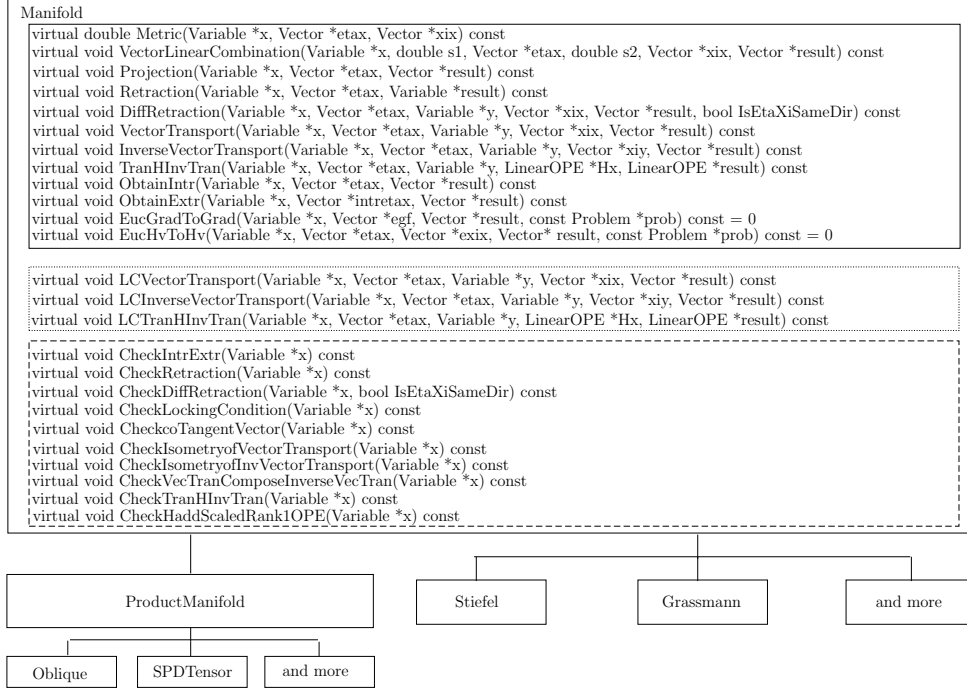 Manifold
virtual double Metric(Variable *x, Vector *etax, Vector *xix) const
virtual void VectorLinearCombination(Variable *x, double s1, Vector *etax, double s2, Vector *xix, Vector *result) const
virtual void Projection(Variable *x, Vector *etax, Vector *result) const
virtual void Retraction(Variable *x, Vector *etax, Variable *result) const
virtual void DiffRetraction(Variable *x, Vector *etax, Variable *y, Vector *xix, Vector *result, bool IsEtaXiSameDir) const
virtual void VectorTransport(Variable *x, Vector *etax, Variable *y, Vector *xix, Vector *result) const
virtual void InverseVectorTransport(Variable *x, Vector *etax, Variable *y, Vector *xiy, Vector *result) const
virtual void TranHInvTran(Variable *x, Vector *etax, Variable *y, LinearOPE *Hx, LinearOPE *result) const
virtual void ObtainIntr(Variable *x, Vector *etax, Vector *result) const
virtual void ObtainExtr(Variable *x, Vector *intretax, Vector *result) const
virtual void EucGradToGrad(Variable *x, Vector *egf, Vector *result, const Problem *prob) const = 0
virtual void EucHvToHv(Variable *x, Vector *etax, Vector *exix, Vector* result, const Problem *prob) const = 0
virtual void LCVectorTransport(Variable *x, Vector *etax, Variable *y, Vector *xix, Vector *result) const
virtual void LCInverseVectorTransport(Variable *x, Vector *etax, Variable *y, Vector *xiy, Vector *result) const
virtual void LCTranHInvTran(Variable *x, Vector *etax, Variable *y, LinearOPE *Hx, LinearOPE *result) const
virtual void CheckIntrExtr(Variable *x) const
virtual void CheckRetraction(Variable *x) const
virtual void CheckDiffRetraction(Variable *x, bool IsEtaXiSameDir) const
virtual void CheckLockingCondition(Variable *x) const
virtual void CheckcoTangentVector(Variable *x) const
virtual void CheckIsometryofVectorTransport(Variable *x) const
virtual void CheckIsometryofInvVectorTransport(Variable *x) const
virtual void CheckVecTranComposeInverseVecTran(Variable *x) const
virtual void CheckTranHInvTran(Variable *x) const
virtual void CheckHaddScaledRank1OPE(Variable *x) const
ProductManifold
Stiefel
Grassmann
and more
Oblique
SPDTensor
and more